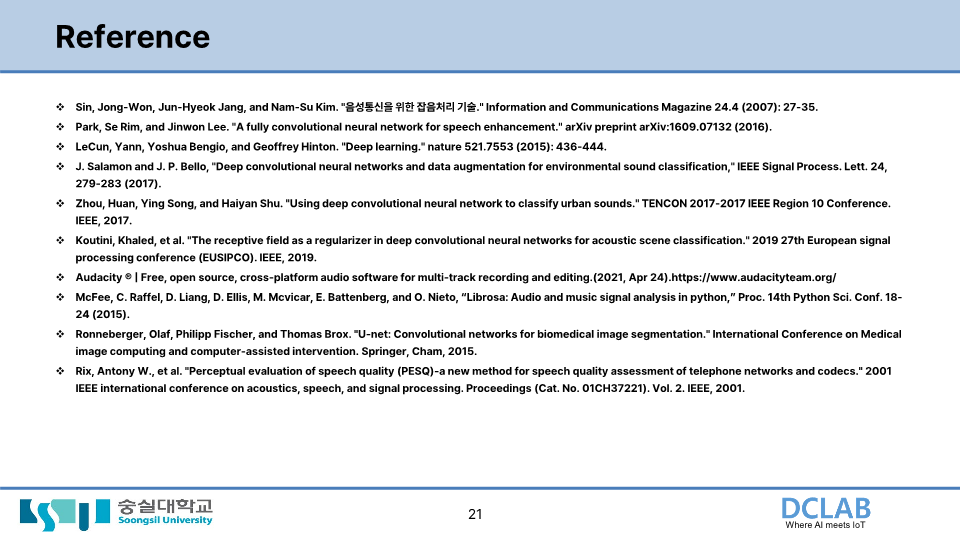 Reference
❖ Sin, Jong-Won, Jun-Hyeok Jang, and Nam-Su Kim. "음성통신을 위한 잡음처리 기술." Information and Communications Magazine 24.4 (2007): 27-35.
❖ Park, Se Rim, and Jinwon Lee. "A fully convolutional neural network for speech enhancement." arXiv preprint arXiv:1609.07132 (2016).
❖ LeCun, Yann, Yoshua Bengio, and Geoffrey Hinton. "Deep learning." nature 521.7553 (2015): 436-444.
❖ J. Salamon and J. P. Bello, "Deep convolutional neural networks and data augmentation for environmental sound classification," IEEE Signal Process. Lett. 24,
279-283 (2017).
❖ Zhou, Huan, Ying Song, and Haiyan Shu. "Using deep convolutional neural network to classify urban sounds." TENCON 2017-2017 IEEE Region 10 Conference.
IEEE, 2017.
❖ Koutini, Khaled, et al. "The receptive field as a regularizer in deep convolutional neural networks for acoustic scene classification." 2019 27th European signal
processing conference (EUSIPCO). IEEE, 2019.
❖ Audacity ® | Free, open source, cross-platform audio software for multi-track recording and editing.(2021, Apr 24).https://www.audacityteam.org/
❖ McFee, C. Raffel, D. Liang, D. Ellis, M. Mcvicar, E. Battenberg, and O. Nieto, “Librosa: Audio and music signal analysis in python,” Proc. 14th Python Sci. Conf. 18-
24 (2015).
❖ Ronneberger, Olaf, Philipp Fischer, and Thomas Brox. "U-net: Convolutional networks for biomedical image segmentation." International Conference on Medical
image computing and computer-assisted intervention. Springer, Cham, 2015.
❖ Rix, Antony W., et al. "Perceptual evaluation of speech quality (PESQ)-a new method for speech quality assessment of telephone networks and codecs." 2001
IEEE international conference on acoustics, speech, and signal processing. Proceedings (Cat. No. 01CH37221). Vol. 2. IEEE, 2001.
숭실대학교
Soongsil University
21
DCLAB
Where AI meets IoT